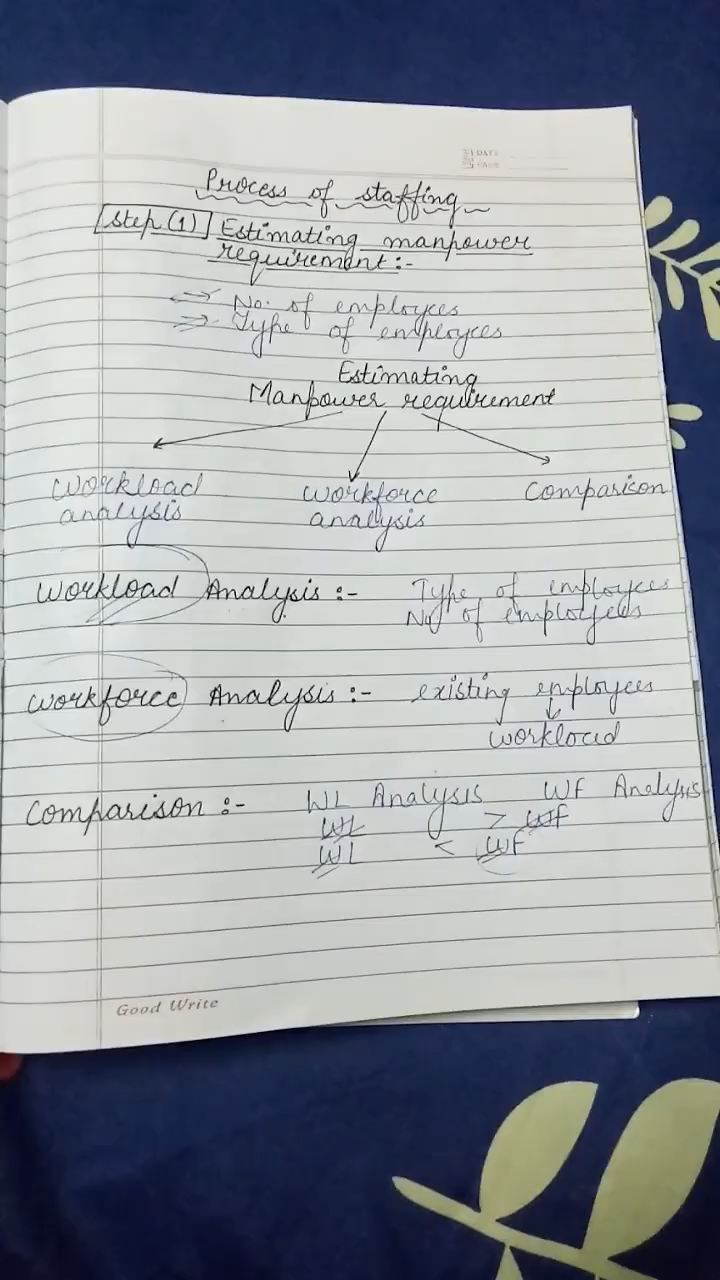 DATE
PAGE
Process of staffing
Step (1) Estimating manpower
requirement:-
⇒ No. of employees
⇒ Type of employees
Estimating
Manpower requirement
Workload
analysis
Workforce
analysis
Comparison
Workload Analysis :- Type of employees
No of employees
Workforce Analysis :- existing employees
↓
workload
Comparison :- WL Analysis WF Analysis
WL > WF
WL < WF
Good Write